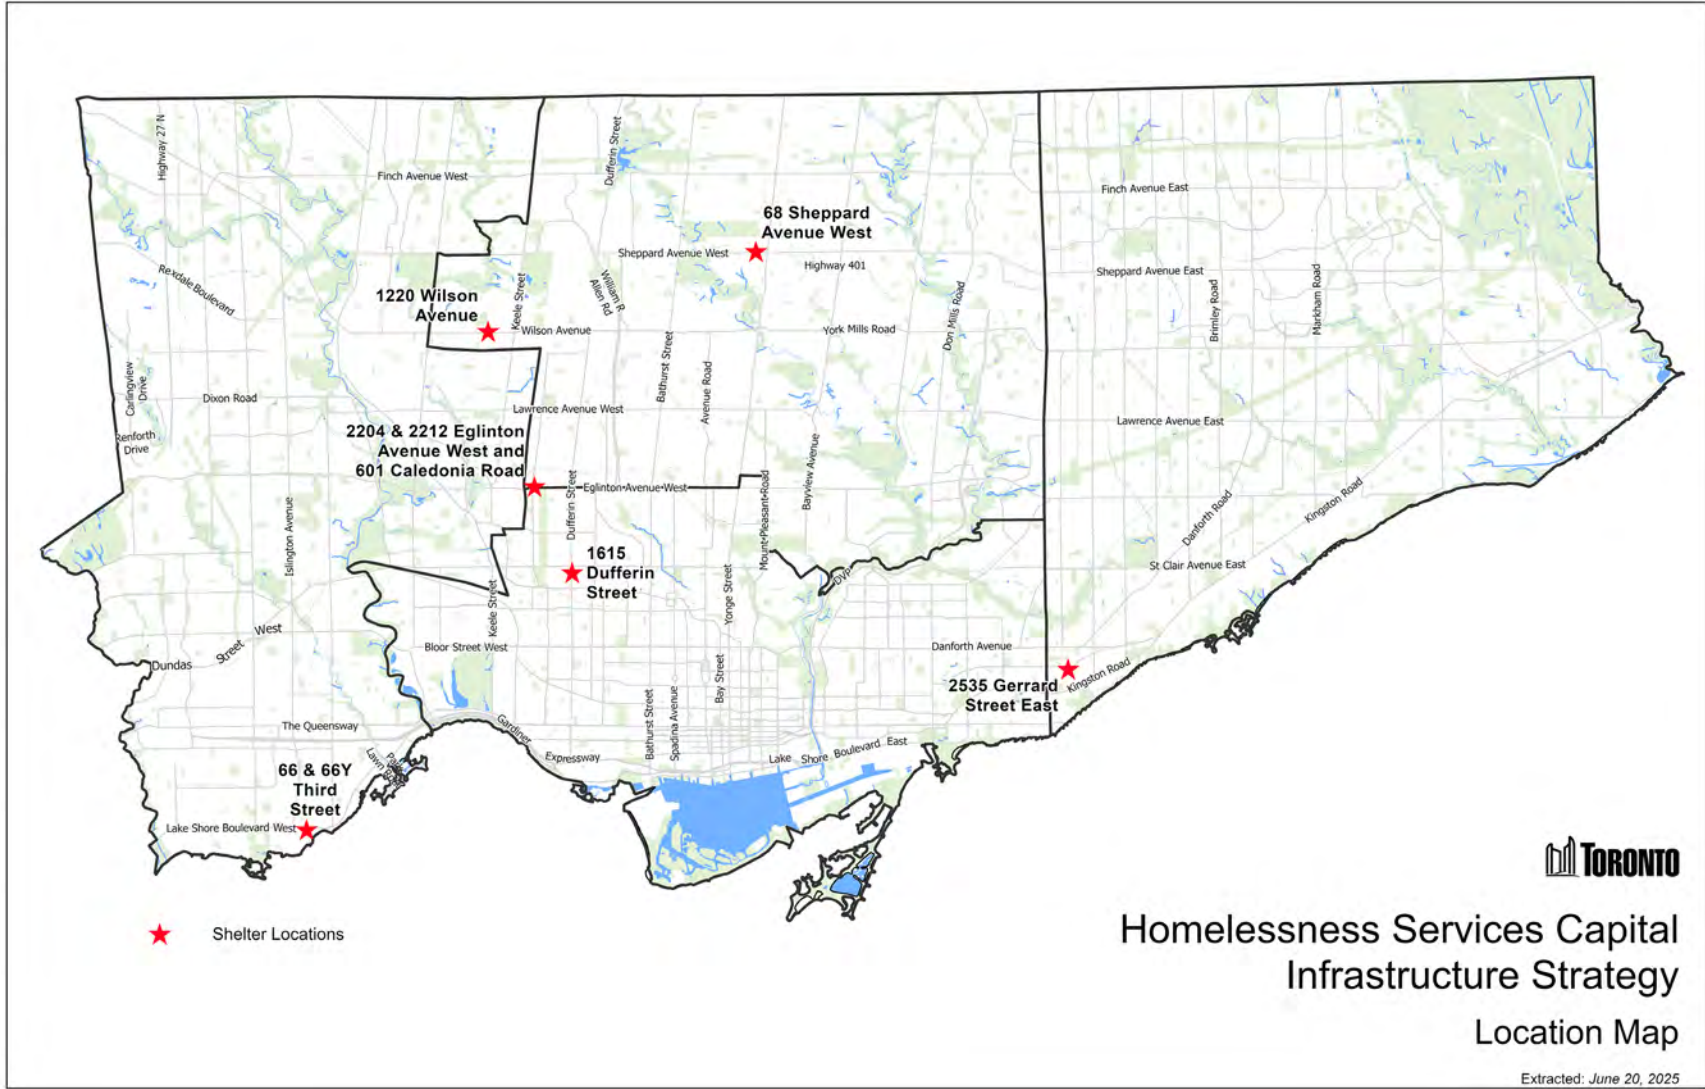 Highway 27 N
Finch Avenue West
Dufferin Street
Finch Avenue East
68 Sheppard
Avenue West
Sheppard Avenue West
Highway 401
Sheppard Avenue East
Rexdale Boulevard
William R
Allen Rd
Keele Street
1220 Wilson
Avenue
Wilson Avenue
York Mills Road
Don Mills Road
Brimley Road
Markham Road
Bathurst Street
Avenue Road
Carlingview
Drive
Dixon Road
Lawrence Avenue West
Lawrence Avenue East
Renforth
Drive
2204 & 2212 Eglinton
Avenue West and
601 Caledonia Road
Bayview Avenue
Eglinton Avenue West
Dufferin Street
Mount Pleasant Road
Islington Avenue
Danforth Road
Kingston Road
1615
Dufferin
Street
St Clair Avenue East
DVP
Yonge Street
Keele Street
Bloor Street West
Danforth Avenue
Dundas Street West
Bay Street
2535 Gerrard
Street East
Kingston Road
Bathurst Street
Spadina Avenue
The Queensway
Gardiner Expressway
Lake Shore Boulevard East
Park
Lawn Road
66 & 66Y
Third
Street
Lake Shore Boulevard West
Shelter Locations
TORONTO
Homelessness Services Capital
Infrastructure Strategy
Location Map
Extracted: June 20, 2025